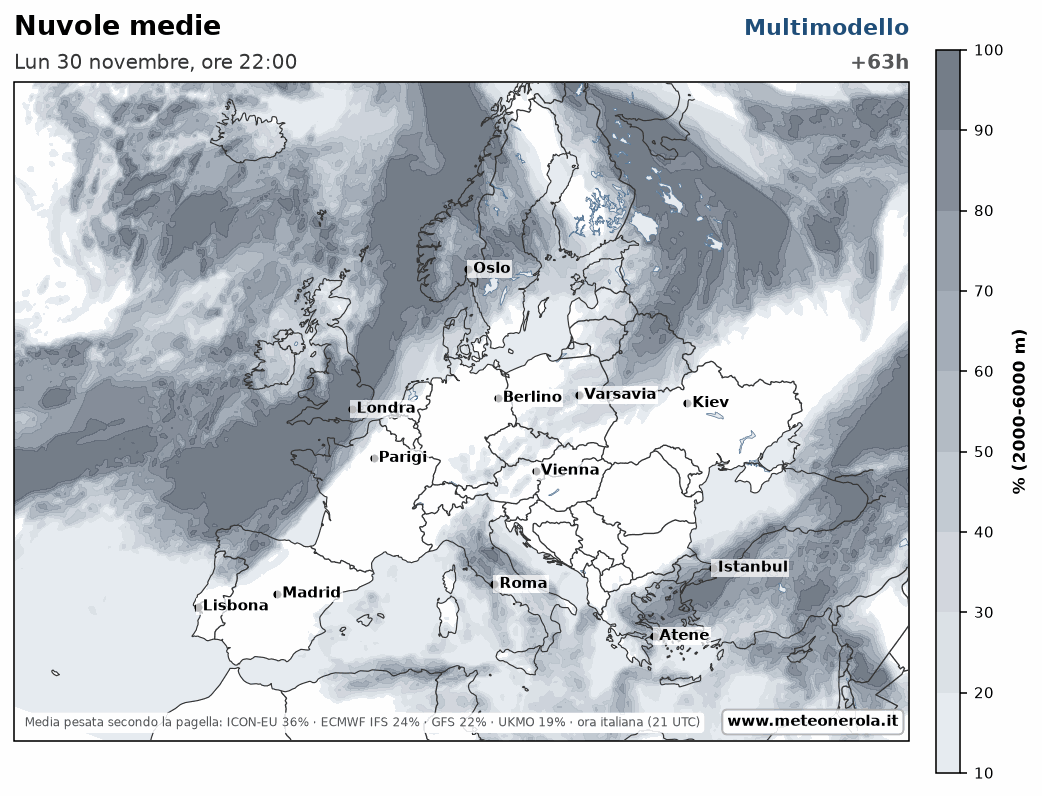 Nuvole medie
Multimodello
Lun 30 novembre, ore 22:00
+63h
100
90
80
70
60
50
40
30
20
10
% (2000-6000 m)
Oslo
Berlino
Varsavia
Kiev
Londra
Parigi
Vienna
Istanbul
Roma
Madrid
Lisbona
Atene
Media pesata secondo la pagella: ICON-EU 36% · ECMWF IFS 24% · GFS 22% · UKMO 19% · ora italiana (21 UTC)
www.meteonerola.it